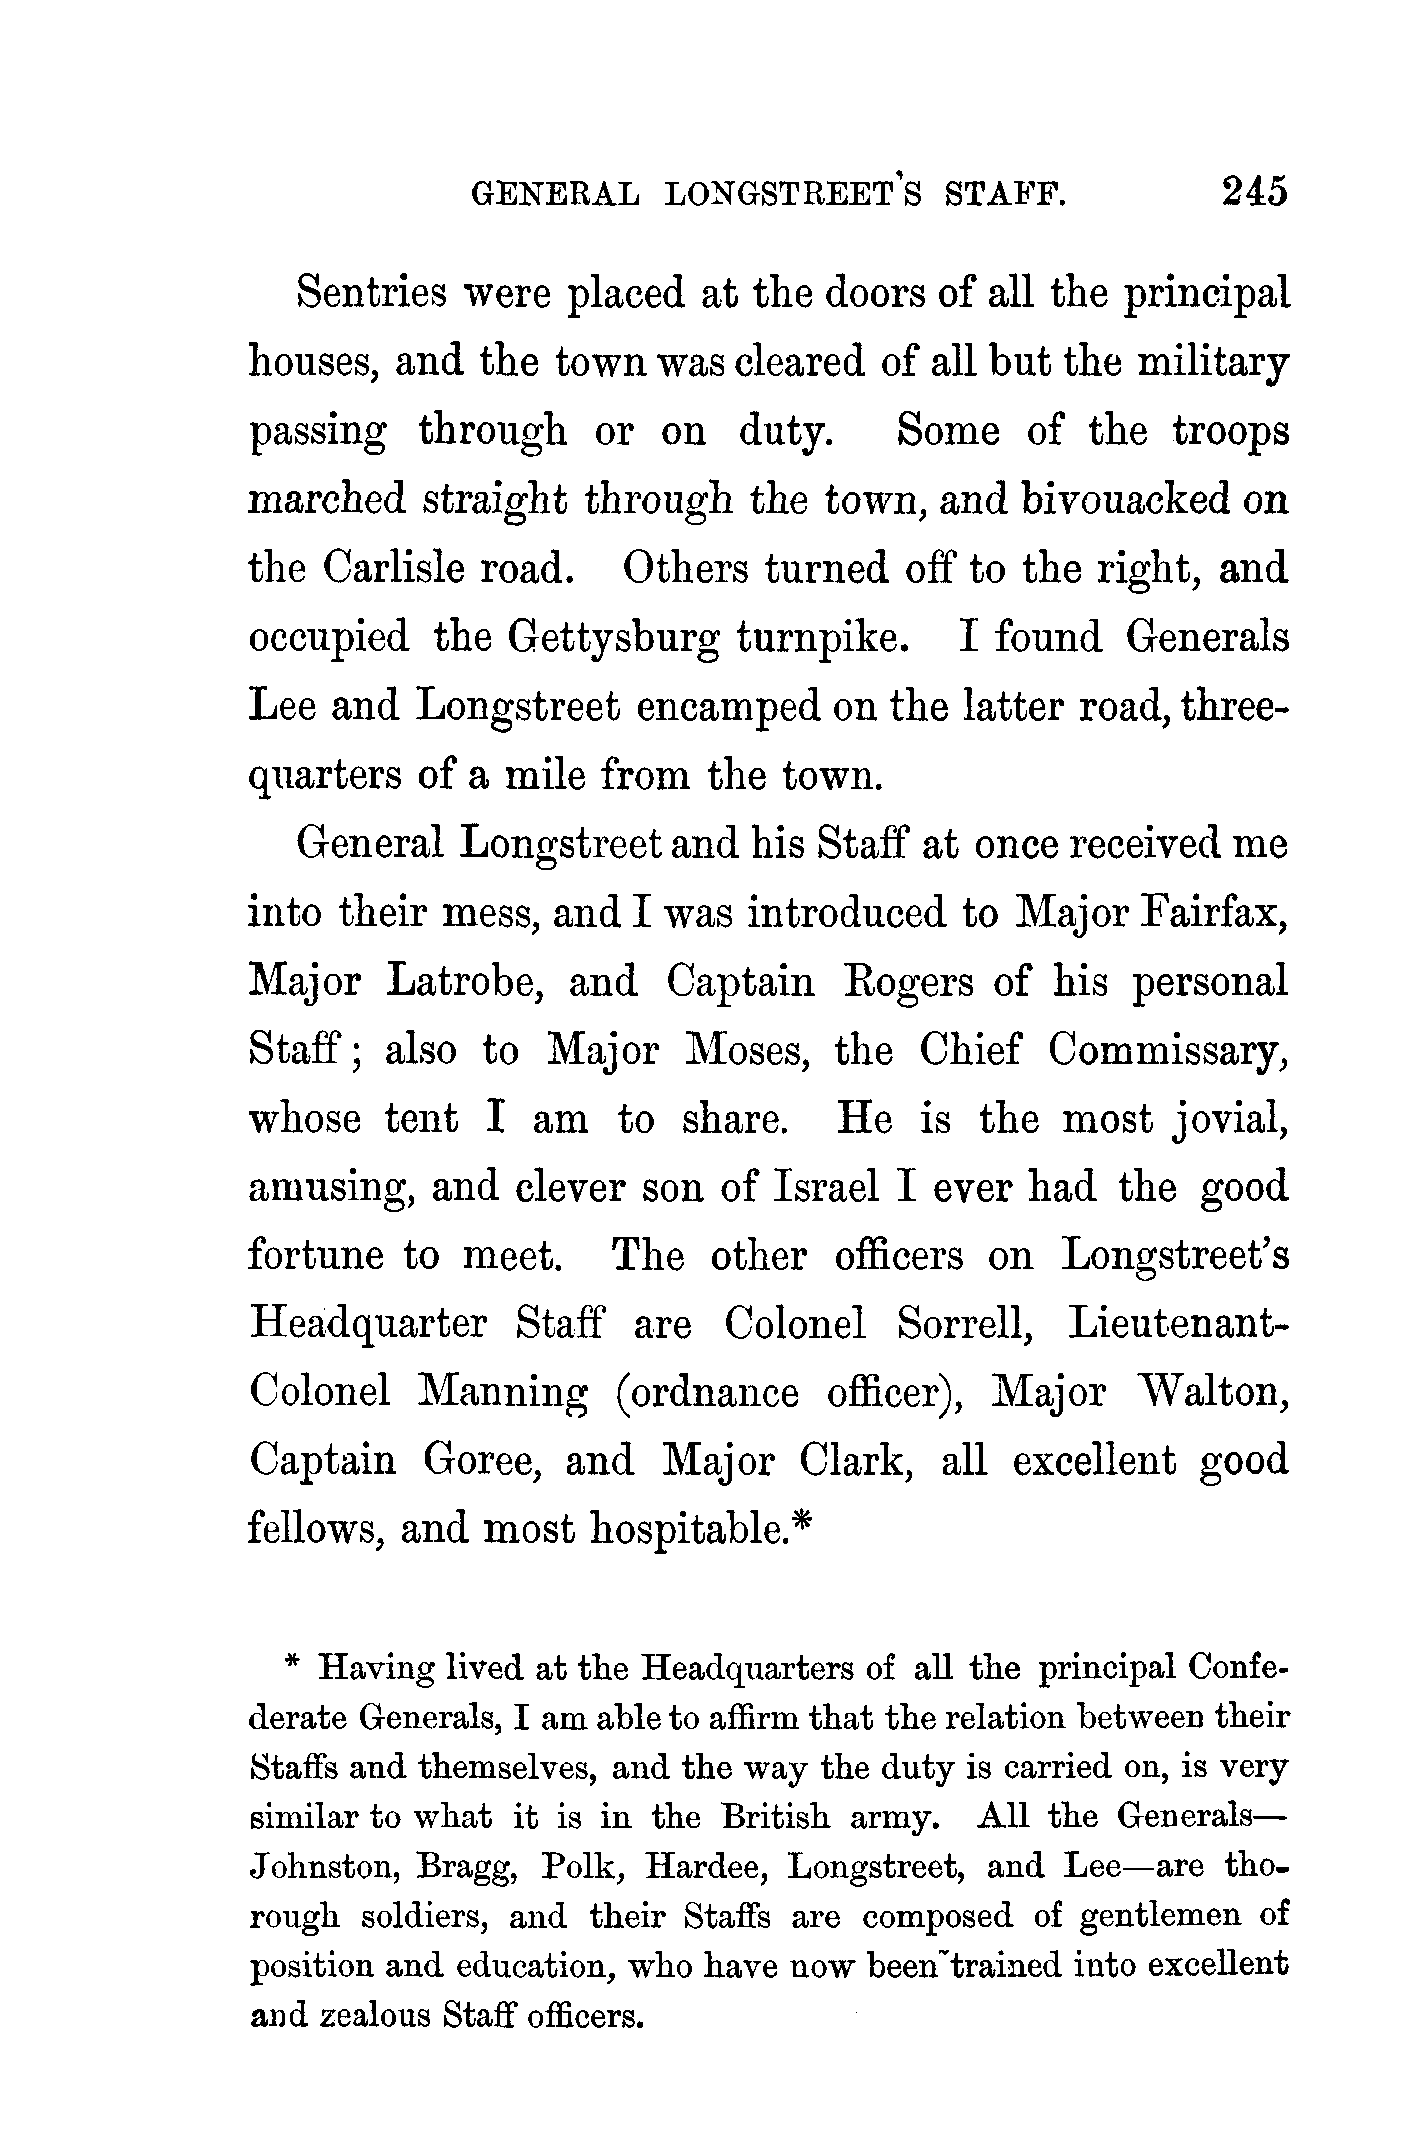 GENERAL LONGSTREET'S STAFF. 245
Sentries were placed at the doors of all the principal
houses, and the town was cleared of all but the military
passing through or on duty. Some of the troops
marched straight through the town, and bivouacked on
the Carlisle road. Others turned off to the right, and
occupied the Gettysburg turnpike. I found Generals
Lee and Longstreet encamped on the latter road, three-
quarters of a mile from the town.
General Longstreet and his Staff at once received me
into their mess, and I was introduced to Major Fairfax,
Major Latrobe, and Captain Rogers of his personal
Staff; also to Major Moses, the Chief Commissary,
whose tent I am to share. He is the most jovial,
amusing, and clever son of Israel I ever had the good
fortune to meet. The other officers on Longstreet's
Headquarter Staff are Colonel Sorrell, Lieutenant-
Colonel Manning (ordnance officer), Major Walton,
Captain Goree, and Major Clark, all excellent good
fellows, and most hospitable.*
* Having lived at the Headquarters of all the principal Confe-
derate Generals, I am able to affirm that the relation between their
Staffs and themselves, and the way the duty is carried on, is very
similar to what it is in the British army. All the Generals—
Johnston, Bragg, Polk, Hardee, Longstreet, and Lee—are tho-
rough soldiers, and their Staffs are composed of gentlemen of
position and education, who have now been trained into excellent
and zealous Staff officers.